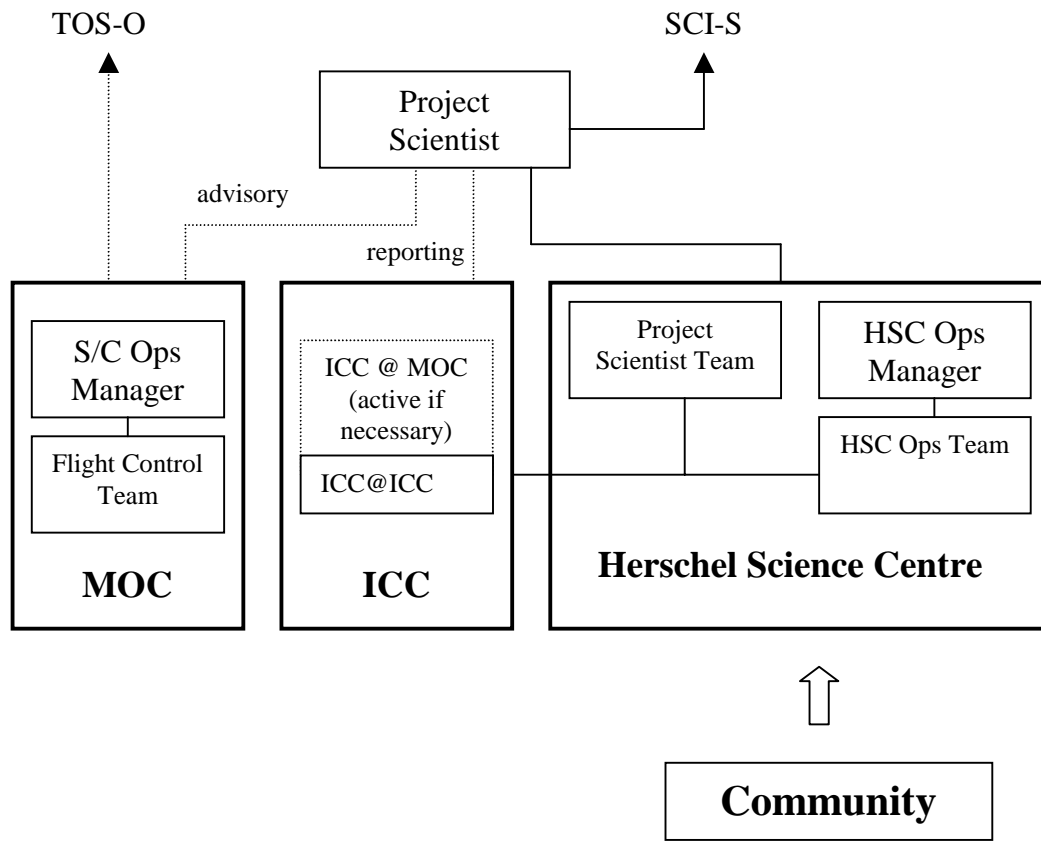 TOS-O
SCI-S
Project
Scientist
advisory
reporting
S/C Ops
Manager
Flight Control
Team
MOC
ICC @ MOC
(active if
necessary)
ICC@ICC
ICC
Project
Scientist Team
HSC Ops
Manager
HSC Ops Team
Herschel Science Centre
Community